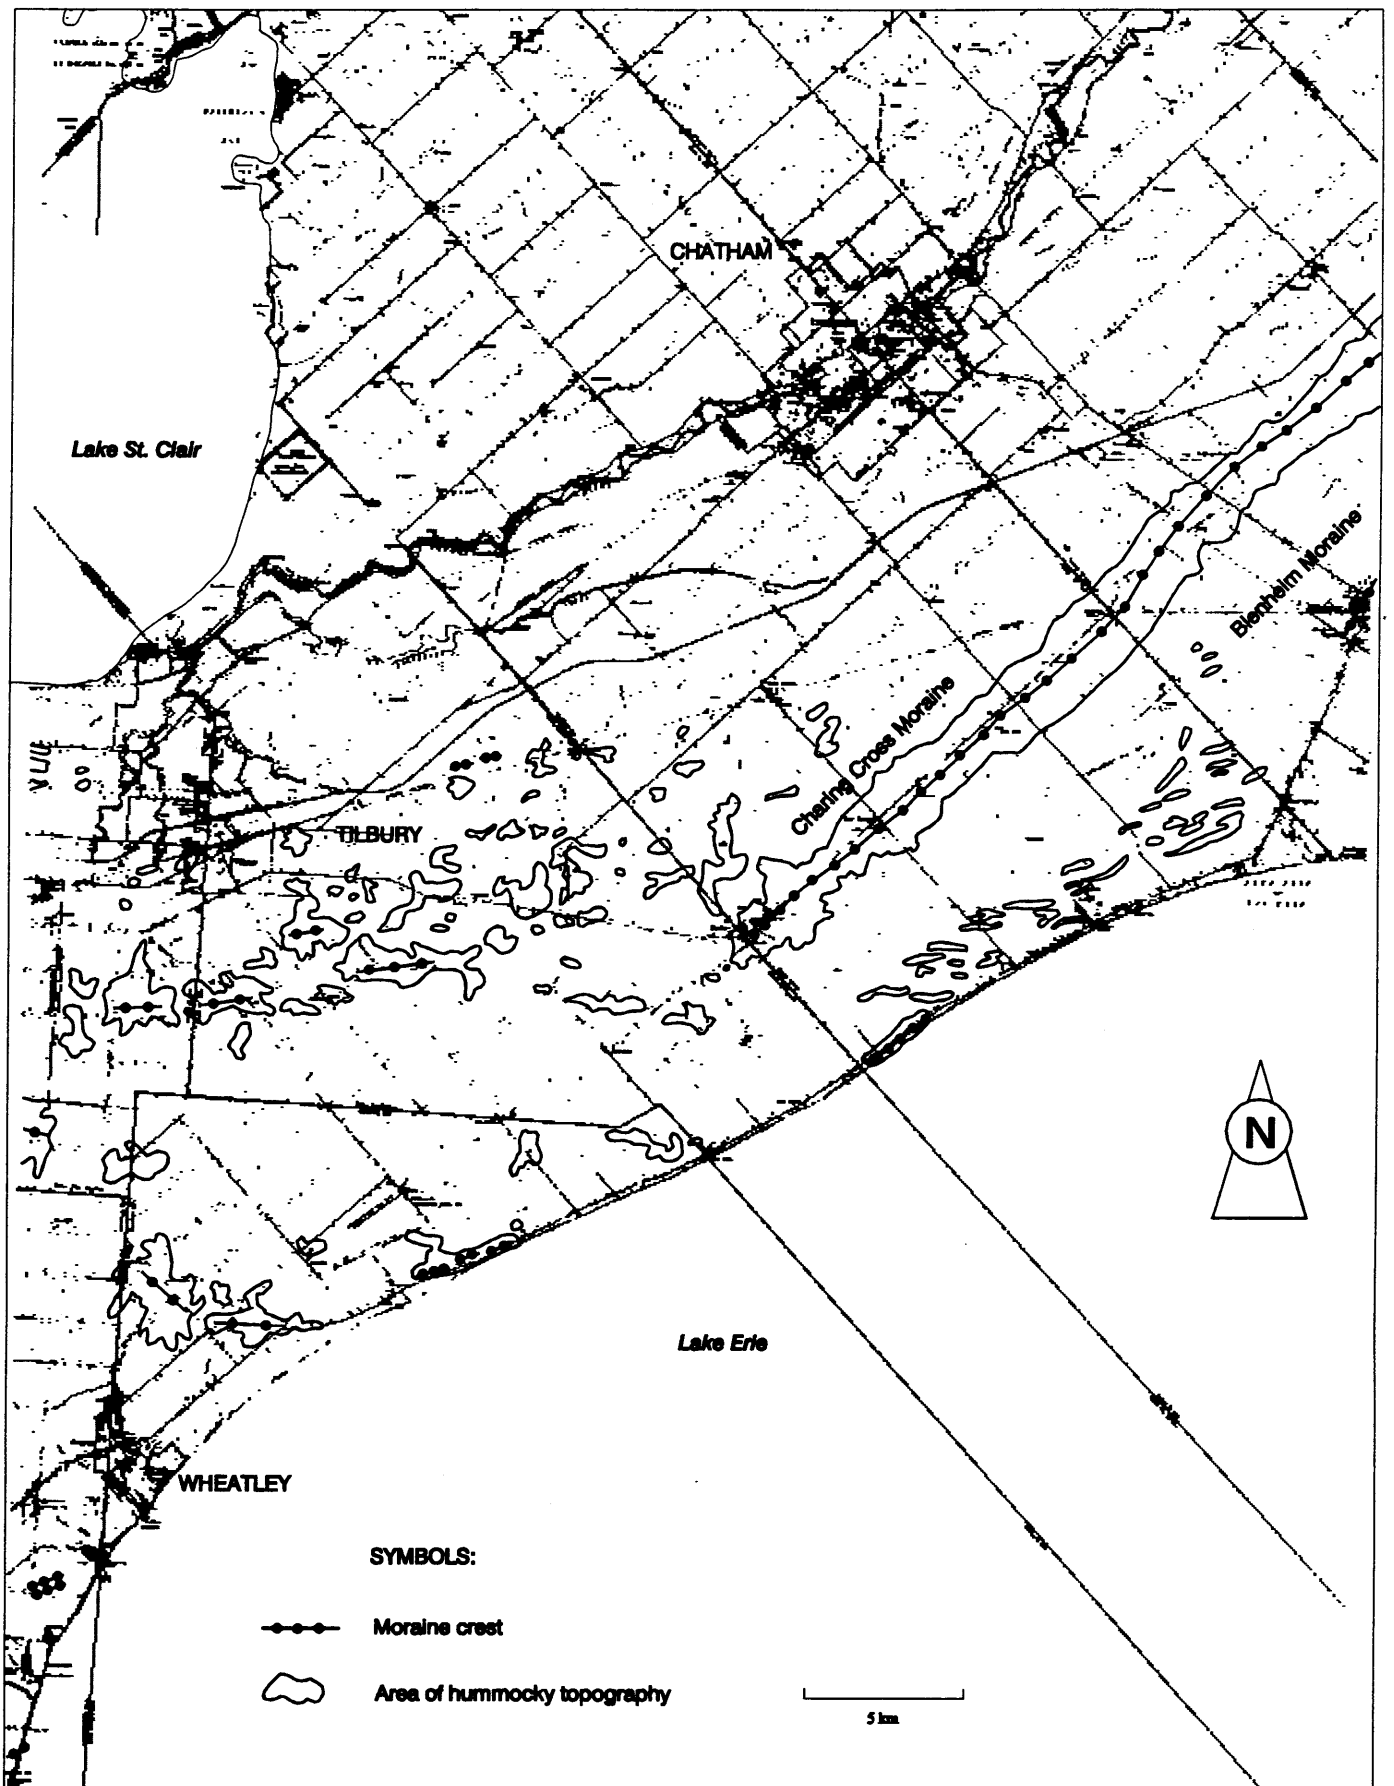 CHATHAM
Lake St. Clair
Blenheim Moraine
Charing Cross Moraine
TILBURY
N
Lake Erie
WHEATLEY
SYMBOLS:
Moraine crest
Area of hummocky topography
5 km